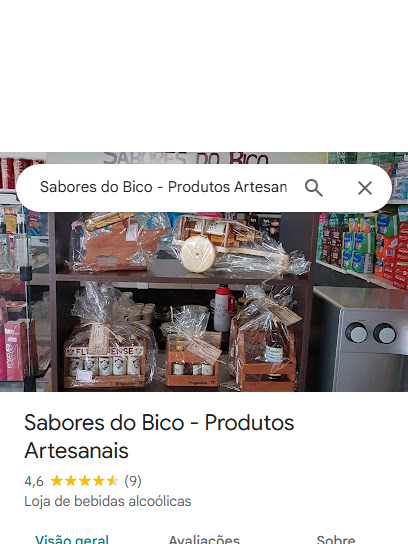 SABORES DO BICO
Sabores do Bico - Produtos Artesan
FLUMINENSE
Sabores do Bico - Produtos
Artesanais
4,6 (9)
Loja de bebidas alcoólicas
Visão geral Avaliações Sobre